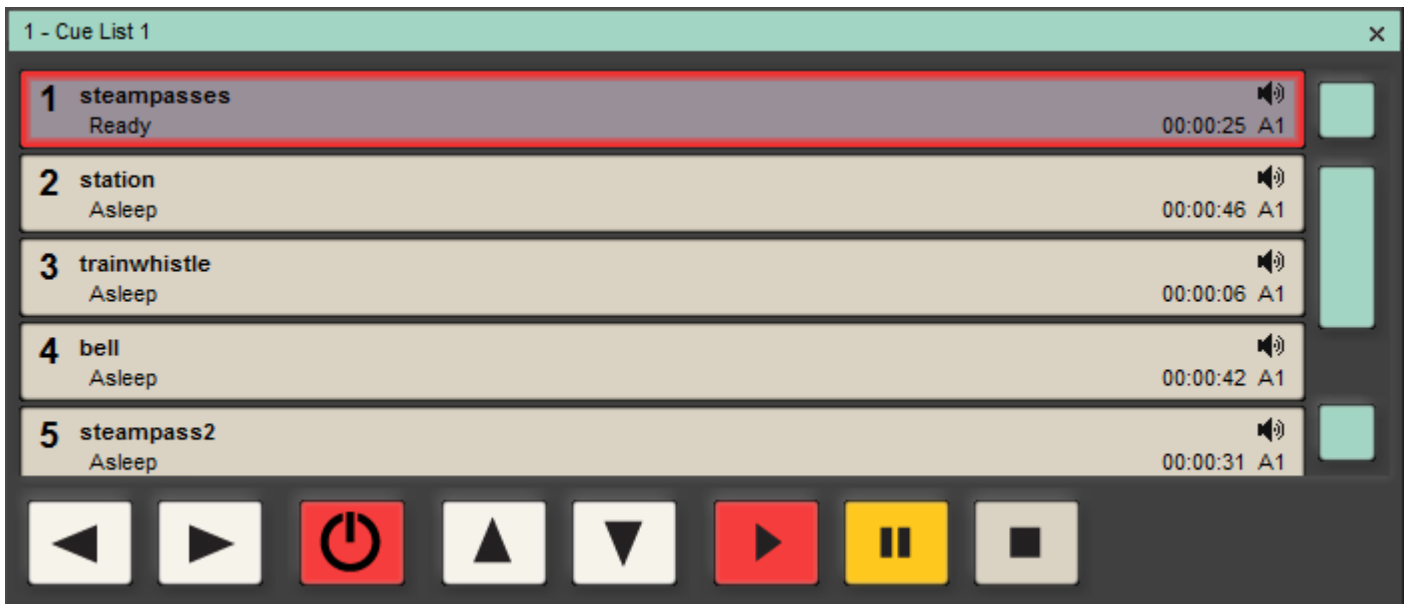 1 - Cue List 1
1 steampasses
Ready 00:00:25 A1
2 station
Asleep 00:00:46 A1
3 trainwhistle
Asleep 00:00:06 A1
4 bell
Asleep 00:00:42 A1
5 steampass2
Asleep 00:00:31 A1